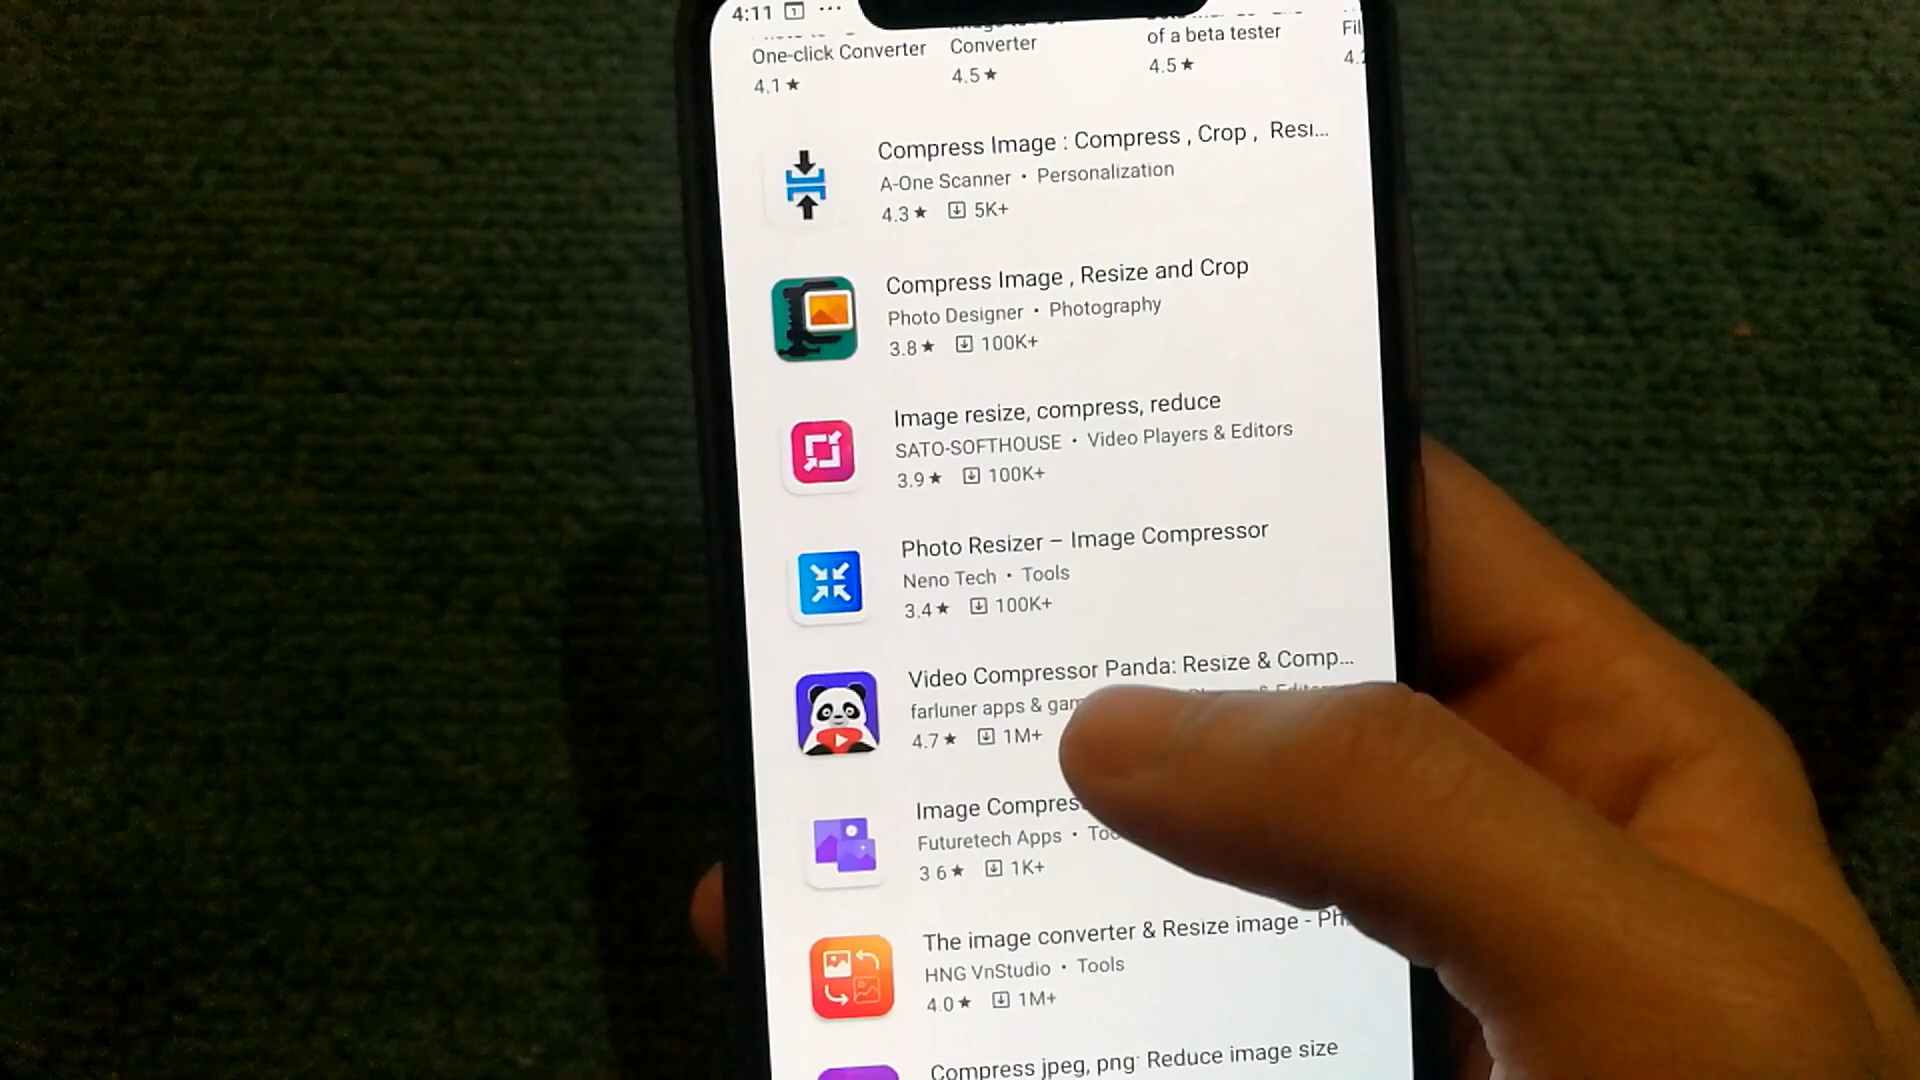 4:11
One-click Converter
4.1 ★
Converter
4.5 ★
of a beta tester
4.5 ★
Fil
Compress Image : Compress , Crop , Resi...
A-One Scanner • Personalization
4.3 ★ 5K+
Compress Image , Resize and Crop
Photo Designer • Photography
3.8 ★ 100K+
Image resize, compress, reduce
SATO-SOFTHOUSE • Video Players & Editors
3.9 ★ 100K+
Photo Resizer – Image Compressor
Neno Tech • Tools
3.4 ★ 100K+
Video Compressor Panda: Resize & Comp...
farluner apps & gam
4.7 ★ 1M+
Image Compres
Futuretech Apps • Too
3 6 ★ 1K+
The image converter & Resize image - Ph
HNG VnStudio • Tools
4.0 ★ 1M+
Compress jpeg, png: Reduce image size